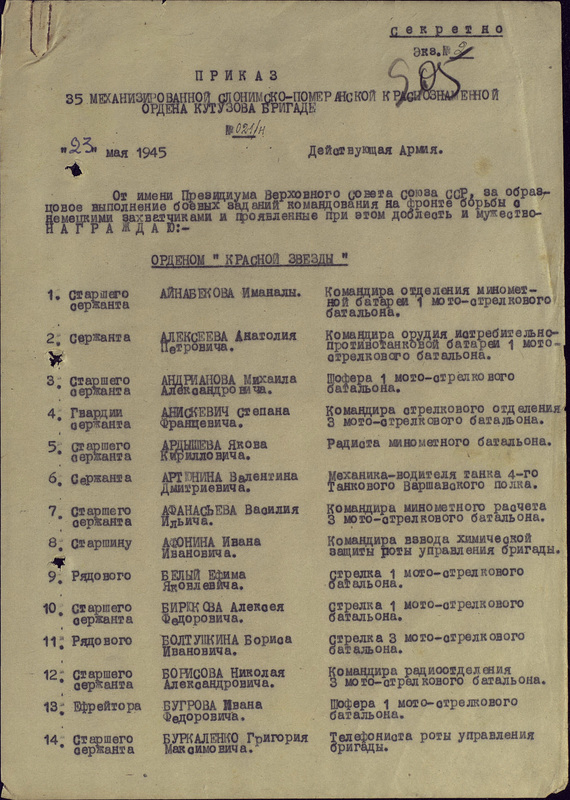 Секретно
Экз.№ 2
905
ПРИКАЗ
35 МЕХАНИЗИРОВАННОЙ СЛОНИМСКО-ПОМЕРАНСКОЙ КРАСНОЗНАМЕННОЙ
ОРДЕНА КУТУЗОВА БРИГАДЕ
№021/н
"23" мая 1945 Действующая Армия.
От имени Президиума Верховного Совета Союза ССР, за образ-
цовое выполнение боевых заданий командования на фронте борьбы с
немецкими захватчиками и проявленные при этом доблесть и мужество-
НАГРАЖДАЮ:-
ОРДЕНОМ "КРАСНОЙ ЗВЕЗДЫ"
1. Старшего АЙНАБЕКОВА Иманалы. Командира отделения миномет-
сержанта ной батареи 1 мото-стрелкового
батальона.
2. Сержанта АЛЕКСЕЕВА Анатолия Командира орудия истребительно-
Петровича. противотанковой батареи 1 мото-
стрелкового батальона.
3. Старшего АНДРИАНОВА Михаила Шофера 1 мото-стрелкового
сержанта Александровича. батальона.
4. Гвардии АНИСКЕВИЧ Степана Командира стрелкового отделения
сержанта Францевича. 3 мото-стрелкового батальона.
5. Старшего АРДЫШЕВА Якова Радиста минометного батальона.
сержанта Кирилловича.
6. Сержанта АРТЮНИНА Валентина Механика-водителя танка 4-го
Дмитриевича. Танкового Варшавского полка.
7. Старшего АФАНАСЬЕВА Василия Командира минометного расчета
сержанта Ильича. 3 мото-стрелкового батальона.
8. Старшину АФОНИНА Ивана Командира взвода химической
Ивановича. защиты роты управления бригады.
9. Рядового БЕЛЫЙ Ефима Стрелка 1 мото-стрелкового
Яковлевича. батальона.
10. Старшего БИРЮКОВА Алексея Стрелка 1 мото-стрелкового
сержанта Федоровича. батальона.
11. Рядового БОЛТУШКИНА Бориса Стрелка 3 мото-стрелкового
Ивановича. батальона.
12. Старшего БОРИСОВА Николая Командира радиоотделения
сержанта Александровича. 3 мото-стрелкового батальона.
13. Ефрейтора БУГРОВА Ивана Шофера 1 мото-стрелкового
Федоровича. батальона.
14. Старшего БУРКАЛЕНКО Григория Телефониста роты управления
сержанта Максимовича. бригады.